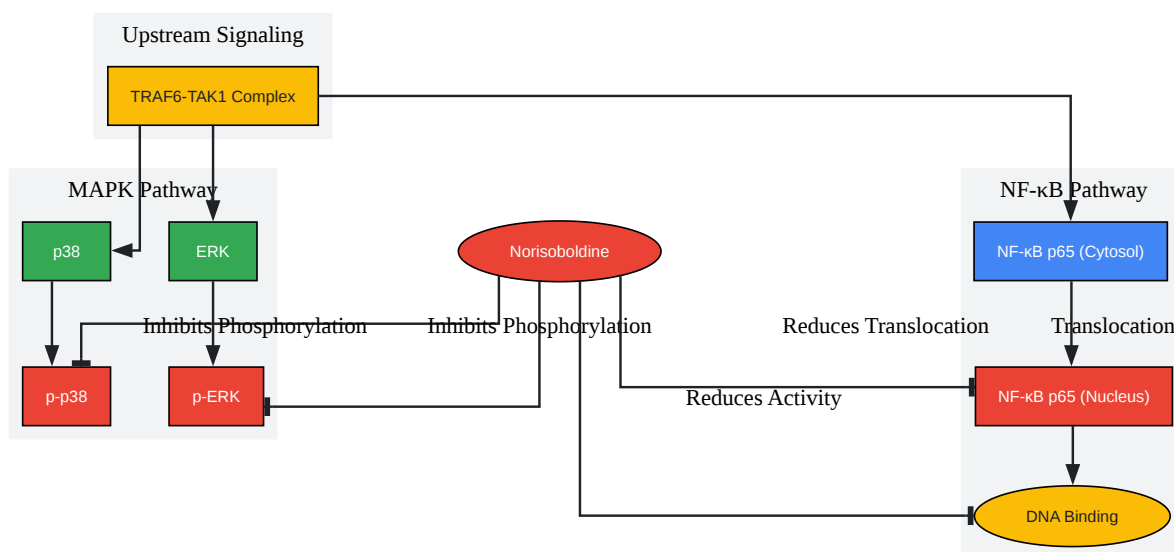 Upstream Signaling
TRAF6-TAK1 Complex
MAPK Pathway
NF-κB Pathway
p38
ERK
Norisoboldine
NF-κB p65 (Cytosol)
Inhibits Phosphorylation
Inhibits Phosphorylation
Reduces Translocation
Translocation
p-p38
p-ERK
Reduces Activity
NF-κB p65 (Nucleus)
DNA Binding